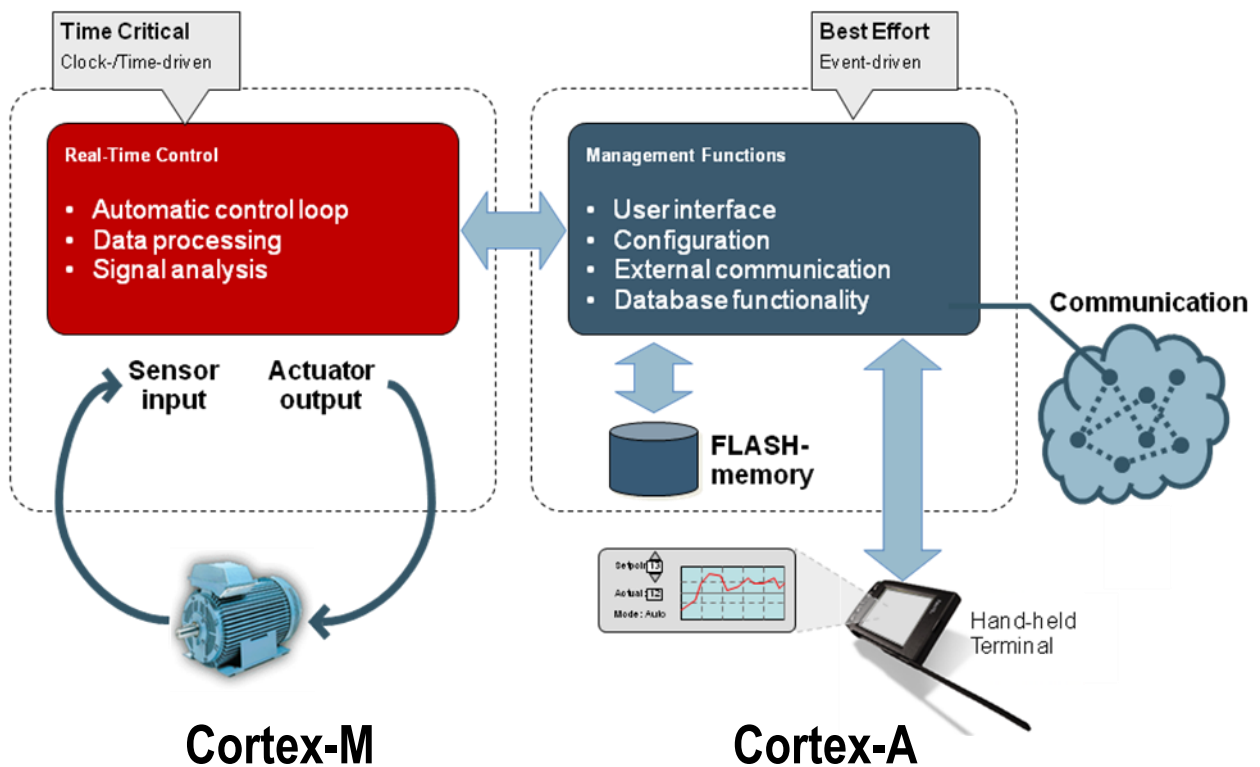 Time Critical
Clock-/Time-driven
Best Effort
Event-driven
Real-Time Control
• Automatic control loop
• Data processing
• Signal analysis
Management Functions
• User interface
• Configuration
• External communication
• Database functionality
Communication
Sensor
input
Actuator
output
FLASH-
memory
Setpoint 13
Actual: 12
Mode: Auto
Hand-held
Terminal
Cortex-M
Cortex-A